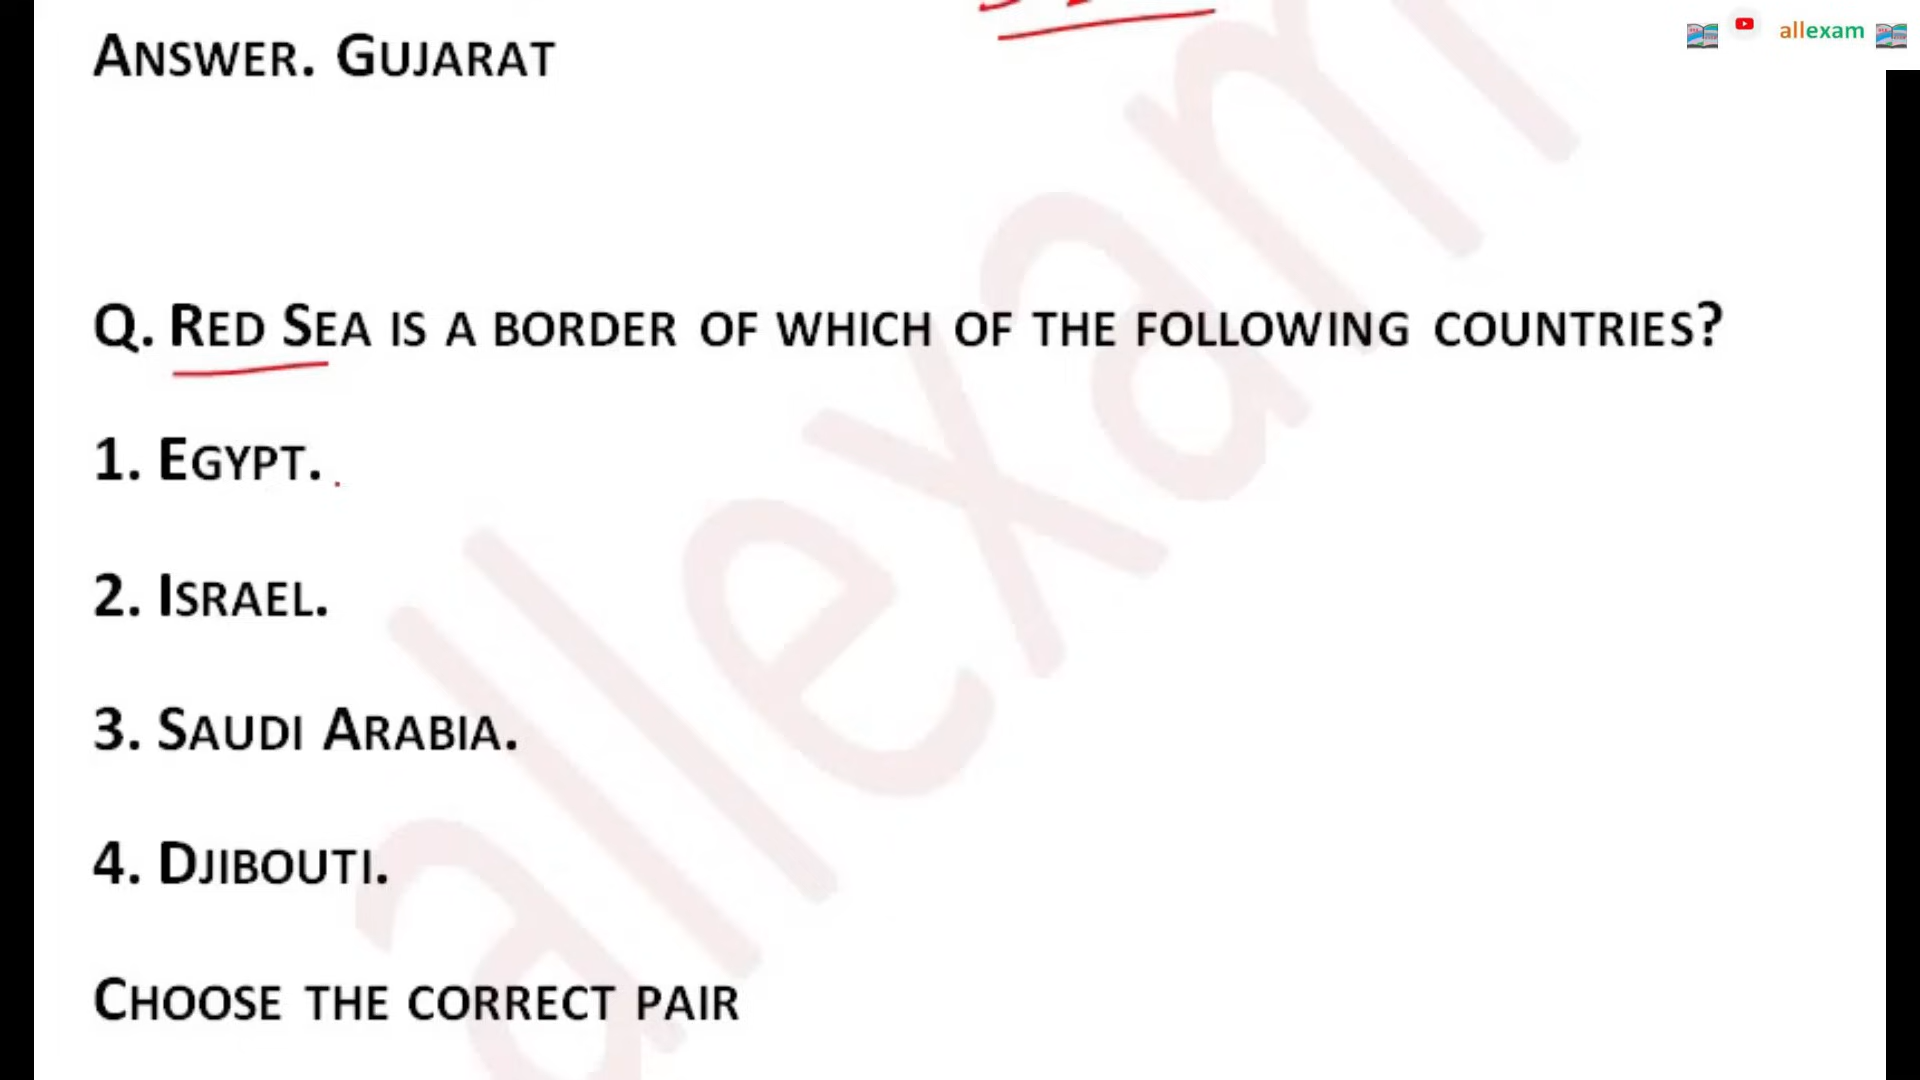 allexam
ANSWER. GUJARAT
Q. RED SEA IS A BORDER OF WHICH OF THE FOLLOWING COUNTRIES?
1. EGYPT.
2. ISRAEL.
3. SAUDI ARABIA.
4. DJIBOUTI.
CHOOSE THE CORRECT PAIR
allexam